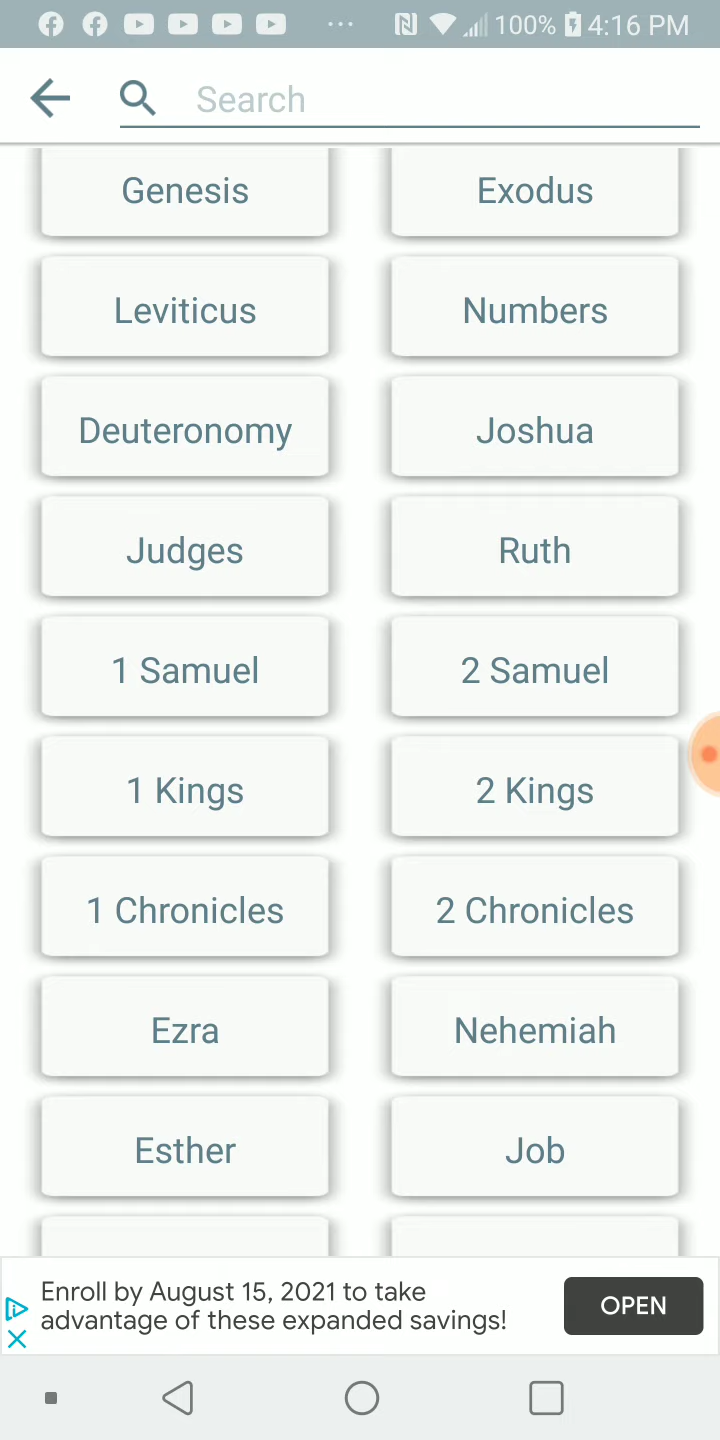 100% 4:16 PM
Search
Genesis Exodus
Leviticus Numbers
Deuteronomy Joshua
Judges Ruth
1 Samuel 2 Samuel
1 Kings 2 Kings
1 Chronicles 2 Chronicles
Ezra Nehemiah
Esther Job
Enroll by August 15, 2021 to take
advantage of these expanded savings!
OPEN